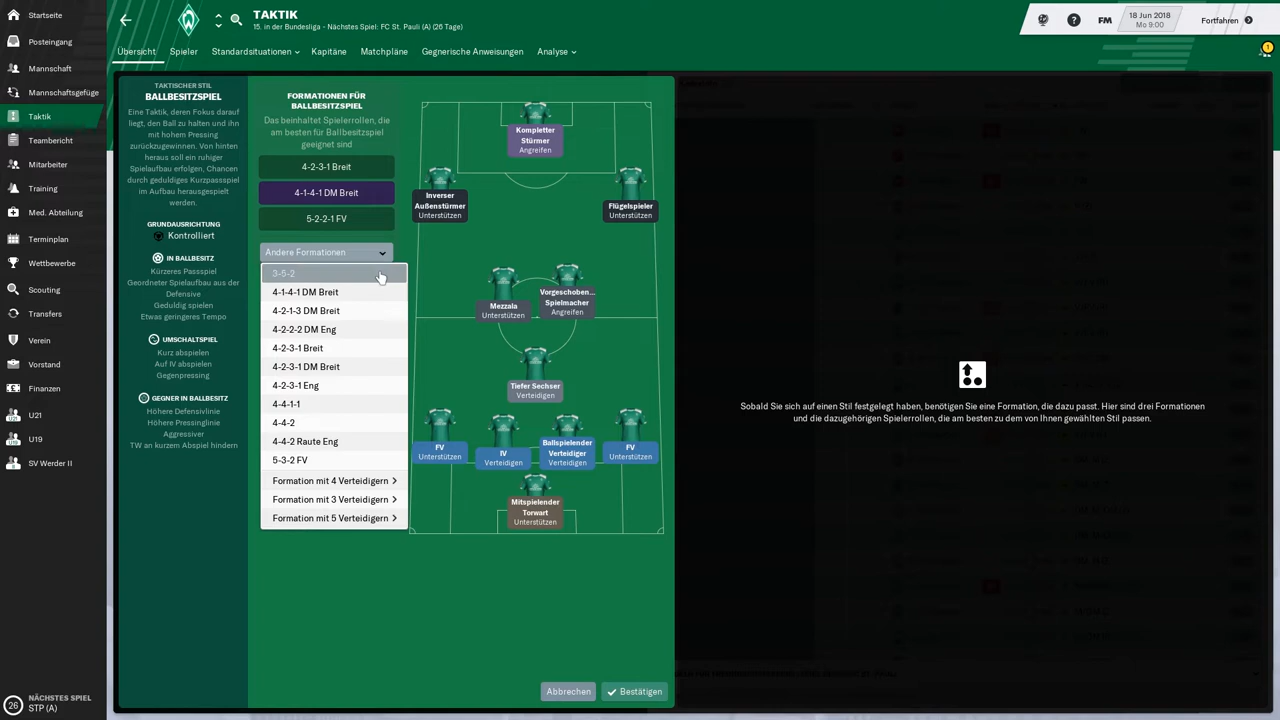 TAKTIK
15. in der Bundesliga - Nächstes Spiel: FC St. Pauli (A) (26 Tage)
FM
18 Jun 2018
Mo 9:00
Fortfahren
Startseite
Posteingang
Mannschaft
Mannschaftsgefüge
Taktik
Teambericht
Mitarbeiter
Training
Med. Abteilung
Terminplan
Wettbewerbe
Scouting
Transfers
Verein
Vorstand
Finanzen
U21
U19
SV Werder II
26
NÄCHSTES SPIEL
STP (A)
Übersicht
Spieler
Standardsituationen
Kapitäne
Matchpläne
Gegnerische Anweisungen
Analyse
1
TAKTISCHER STIL
BALLBESITZSPIEL
Eine Taktik, deren Fokus darauf
liegt, den Ball zu halten und ihn
mit hohem Pressing
zurückzugewinnen. Von hinten
heraus soll ein ruhiger
Spielaufbau erfolgen, Chancen
durch geduldiges Kurzpassspiel
im Aufbau herausgespielt
werden.
GRUNDAUSRICHTUNG
Kontrolliert
IN BALLBESITZ
Kürzeres Passspiel
Geordneter Spielaufbau aus der
Defensive
Geduldig spielen
Etwas geringeres Tempo
UMSCHALTSPIEL
Kurz abspielen
Auf IV abspielen
Gegenpressing
GEGNER IN BALLBESITZ
Höhere Defensivlinie
Höhere Pressinglinie
Aggressiver
TW an kurzem Abspiel hindern
FORMATIONEN FÜR
BALLBESITZSPIEL
Das beinhaltet Spielerrollen, die
am besten für Ballbesitzspiel
geeignet sind
4-2-3-1 Breit
4-1-4-1 DM Breit
5-2-2-1 FV
Andere Formationen
3-5-2
4-1-4-1 DM Breit
4-2-1-3 DM Breit
4-2-2-2 DM Eng
4-2-3-1 Breit
4-2-3-1 DM Breit
4-2-3-1 Eng
4-4-1-1
4-4-2
4-4-2 Raute Eng
5-3-2 FV
Formation mit 4 Verteidigern
Formation mit 3 Verteidigern
Formation mit 5 Verteidigern
Kompletter
Stürmer
Angreifen
Inverser
Außenstürmer
Unterstützen
Flügelspieler
Unterstützen
Mezzala
Unterstützen
Vorgeschoben...
Spielmacher
Angreifen
Tiefer Sechser
Verteidigen
FV
Unterstützen
IV
Verteidigen
Ballspielender
Verteidiger
Verteidigen
FV
Unterstützen
Mitspielender
Torwart
Unterstützen
Abbrechen
Bestätigen
Sobald Sie sich auf einen Stil festgelegt haben, benötigen Sie eine Formation, die dazu passt. Hier sind drei Formationen
und die dazugehörigen Spielerrollen, die am besten zu dem von Ihnen gewählten Stil passen.